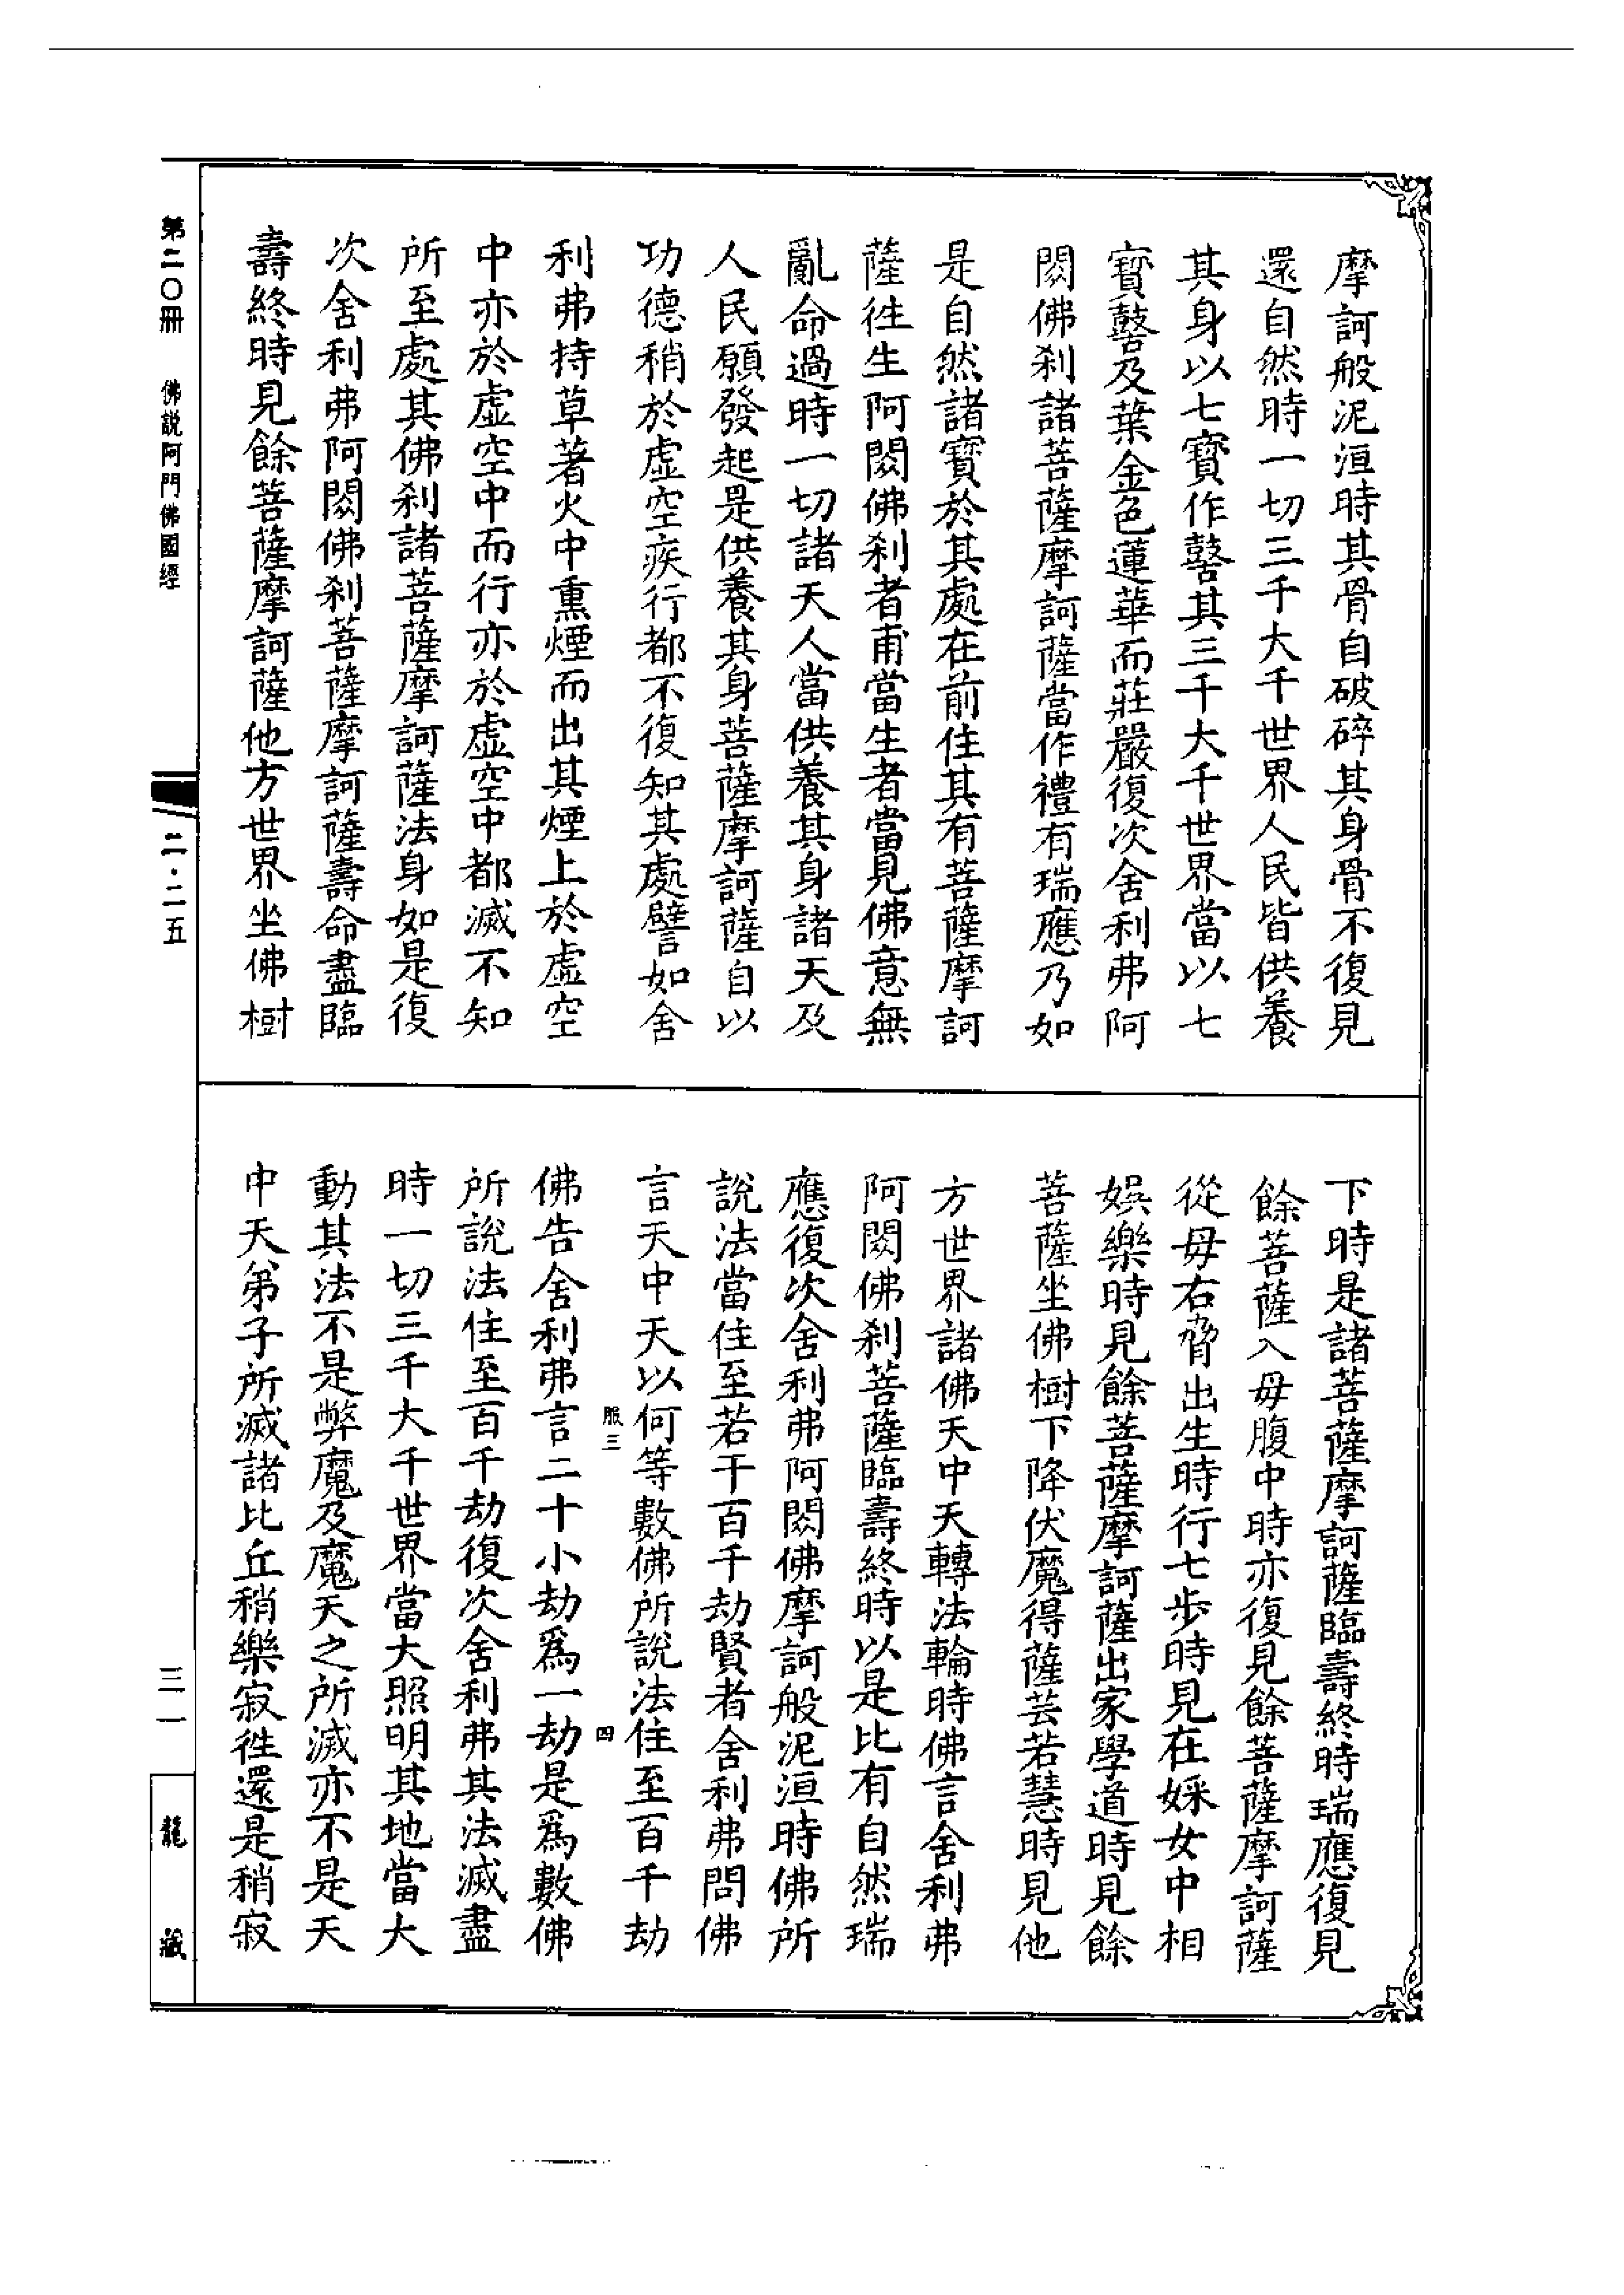 摩訶般泥洹時其骨自破碎其身骨不復見
還自然時一切三千大千世界人民皆供養
其身以七寶作𦤀其三千大千世界當以七
寶𦤀及葉金色蓮華而莊嚴復次舍利弗阿
閦佛刹諸菩薩摩訶薩當作禮有瑞應乃如
是自然諸寶於其處在前住其有菩薩摩訶
薩徃生阿閦佛刹者甫當生者當見佛意無
亂命過時一切諸天人當供養其身諸天及
人民願發起是供養其身菩薩摩訶薩自以
功德稍於虛空疾行都不復知其處譬如舍
利弗持草著火中熏煙而出其煙上於虛空
中亦於虛空中而行亦於虛空中都滅不知
所至處其佛刹諸菩薩摩訶薩法身如是復
次舍利弗阿閦佛刹菩薩摩訶薩壽命盡臨
壽終時見餘菩薩摩訶薩他方世界坐佛樹
下時是諸菩薩摩訶薩臨壽終時瑞應復見
餘菩薩入母腹中時亦復見餘菩薩摩訶薩
從母右脅出生時行七步時見在婇女中相
娛樂時見餘菩薩摩訶薩出家學道時見餘
菩薩坐佛樹下降伏魔得薩芸若慧時見他
方世界諸佛天中天轉法輪時佛言舍利弗
阿閦佛刹菩薩臨壽終時以是比有自然瑞
應復次舍利弗阿閦佛摩訶般泥洹時佛所
說法當住至若干百千劫賢者舍利弗問佛
言天中天以何等數佛所說法住至百千劫
服三
四
佛告舍利弗言二十小劫爲一劫是爲數佛
所說法住至百千劫復次舍利弗其法滅盡
時一切三千大千世界當大照明其地當大
動其法不是弊魔及魔天之所滅亦不是天
中天弟子所滅諸比丘稍樂寂徃還是稍寂
第二〇冊 佛説阿閦佛國經
二·二五
三一
龍藏